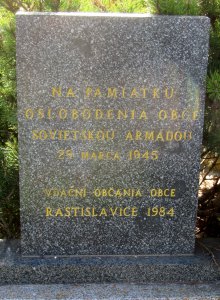 NA PAMIATKU
OSLOBODENIA OBCE
SOVIETSKOU ARMÁDOU
29 MARCA 1945
VĎAČNÍ OBČANIA OBCE
RASTISLAVICE 1984